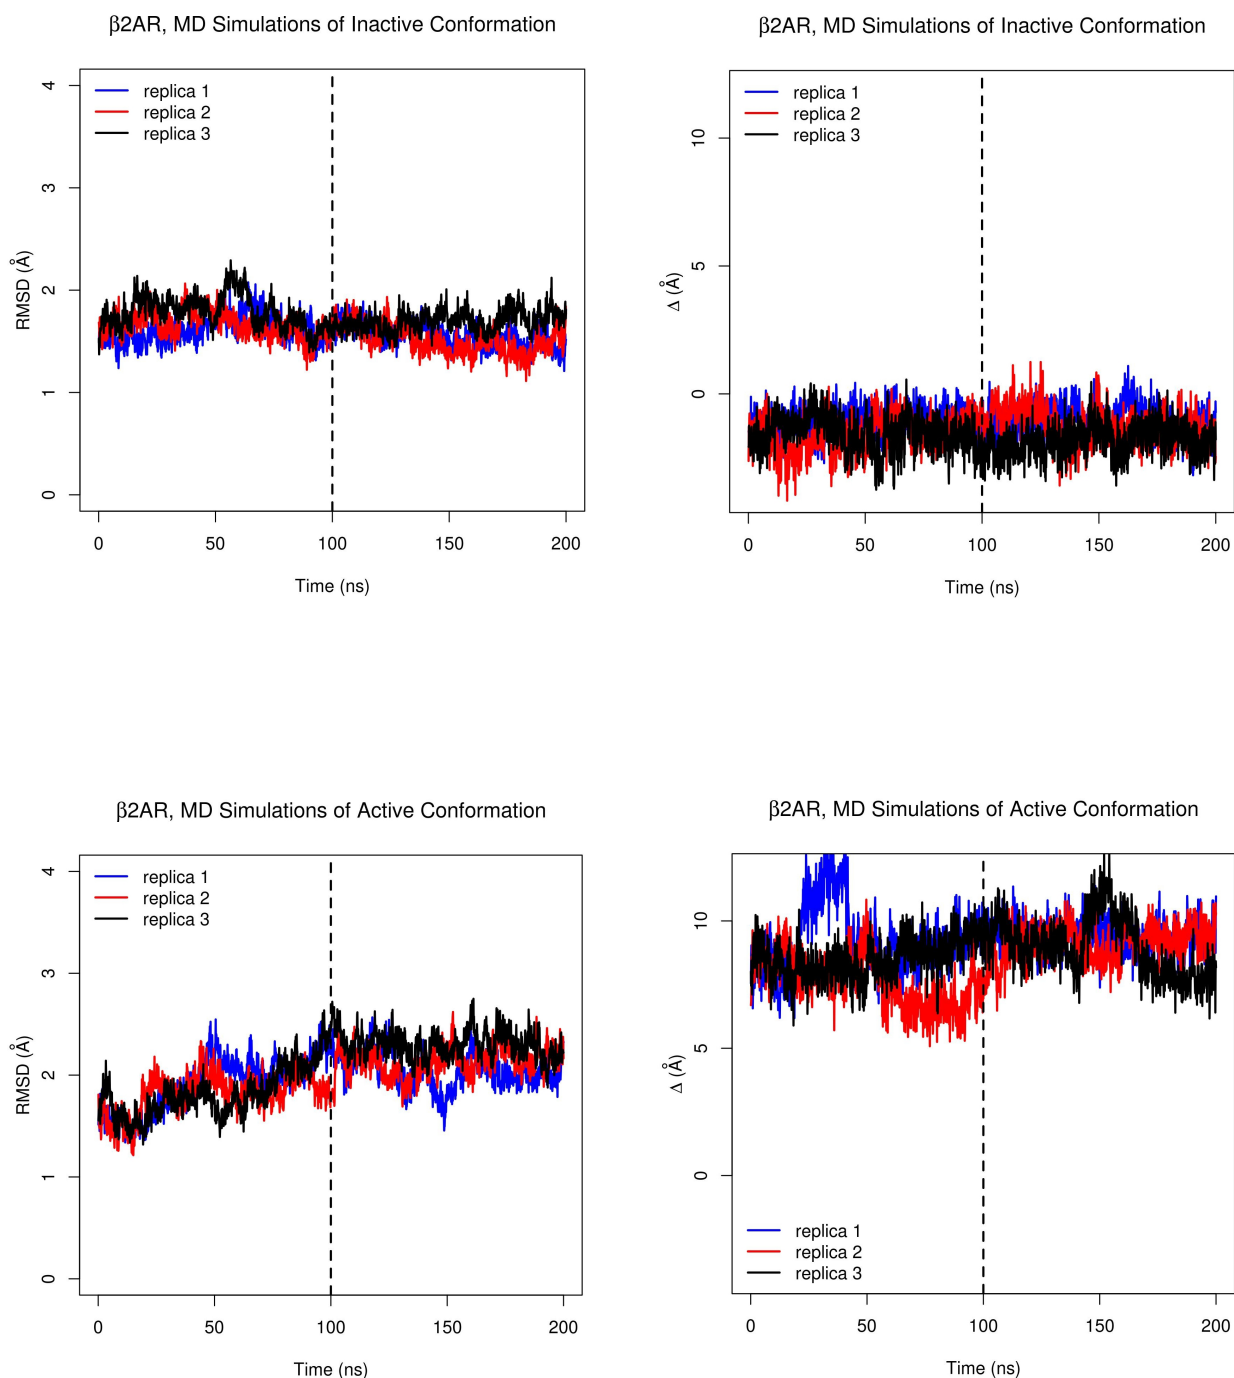 β2AR, MD Simulations of Inactive Conformation
replica 1
replica 2
replica 3
4
3
2
1
0
RMSD (Å)
0 50 100 150 200
Time (ns)
β2AR, MD Simulations of Inactive Conformation
replica 1
replica 2
replica 3
10
5
0
Δ (Å)
0 50 100 150 200
Time (ns)
β2AR, MD Simulations of Active Conformation
replica 1
replica 2
replica 3
4
3
2
1
0
RMSD (Å)
0 50 100 150 200
Time (ns)
β2AR, MD Simulations of Active Conformation
10
5
0
Δ (Å)
replica 1
replica 2
replica 3
0 50 100 150 200
Time (ns)